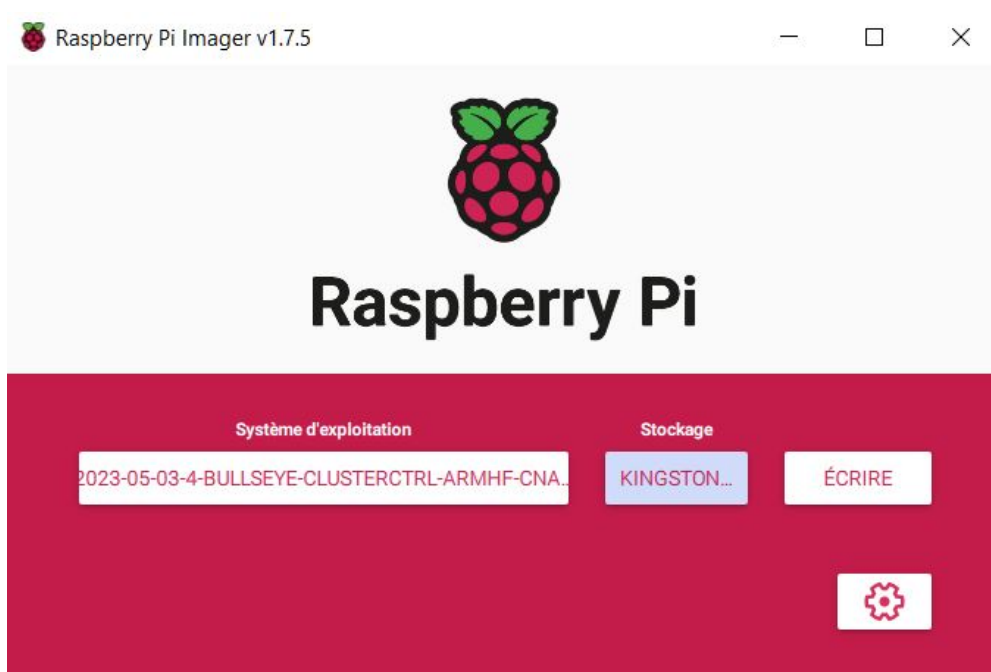 Raspberry Pi Imager v1.7.5
Raspberry Pi
Système d'exploitation
Stockage
2023-05-03-4-BULLSEYE-CLUSTERCTRL-ARMHF-CNA..
KINGSTON...
ÉCRIRE